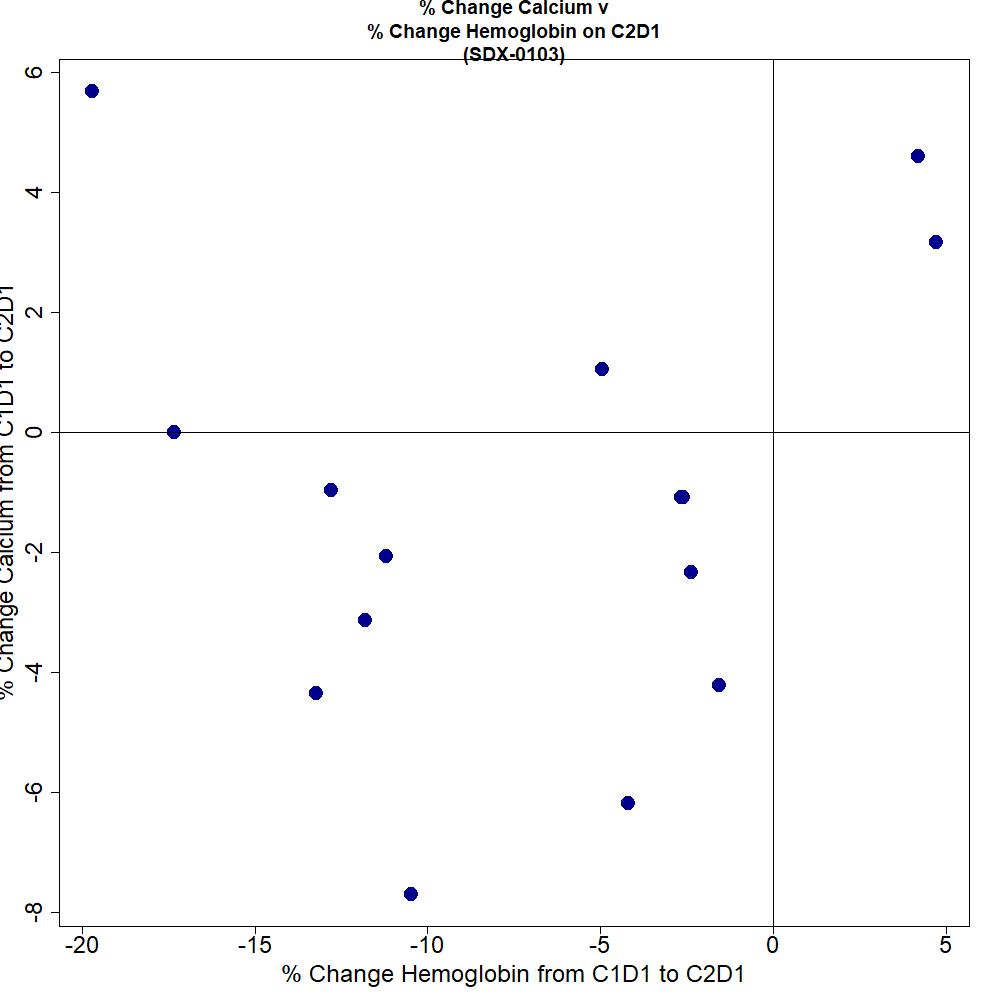 % Change Calcium v
% Change Hemoglobin on C2D1
(SDX-0103)
% Change Calcium from C1D1 to C2D1
6
4
2
0
-2
-4
-6
-8
-20
-15
-10
-5
0
5
% Change Hemoglobin from C1D1 to C2D1